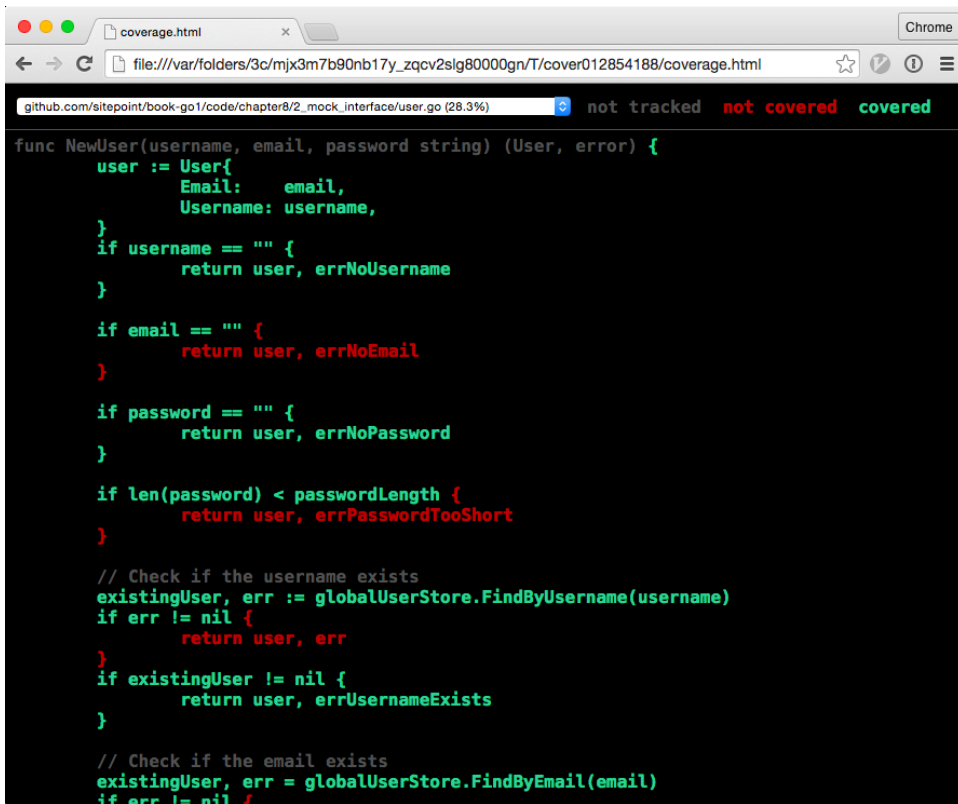 coverage.html
Chrome
file:///var/folders/3c/mjx3m7b90nb17y_zqcv2slg80000gn/T/cover012854188/coverage.html
github.com/sitepoint/book-go1/code/chapter8/2_mock_interface/user.go (28.3%) not tracked not covered covered
func NewUser(username, email, password string) (User, error) {
user := User{
Email: email,
Username: username,
}
if username == "" {
return user, errNoUsername
}
if email == "" {
return user, errNoEmail
}
if password == "" {
return user, errNoPassword
}
if len(password) < passwordLength {
return user, errPasswordTooShort
}
// Check if the username exists
existingUser, err := globalUserStore.FindByUsername(username)
if err != nil {
return user, err
}
if existingUser != nil {
return user, errUsernameExists
}
// Check if the email exists
existingUser, err = globalUserStore.FindByEmail(email)
if err != nil {